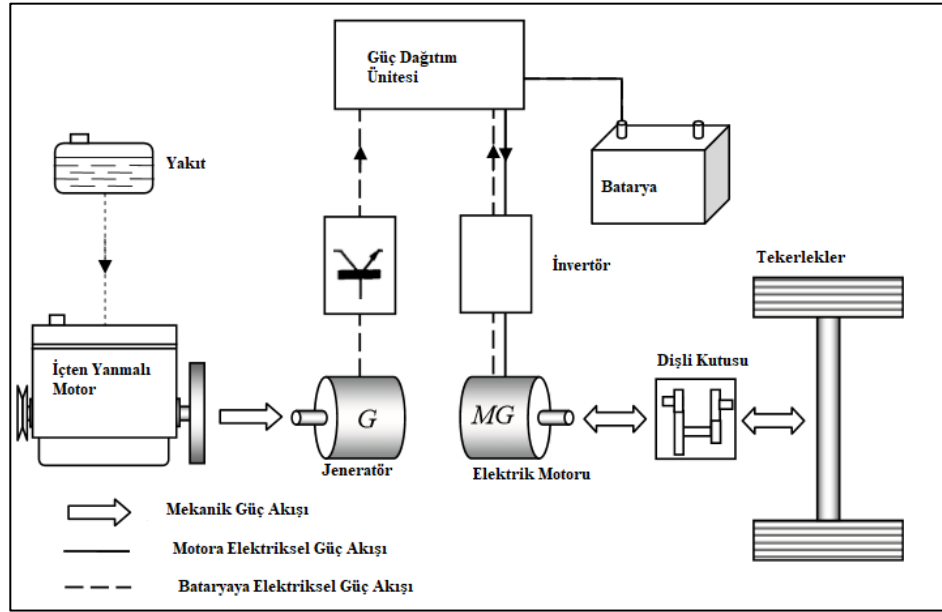 Güç Dağıtım
Ünitesi
Yakıt
Batarya
İnvertör
Tekerlekler
İçten Yanmalı
Motor
Dişli Kutusu
G
MG
Jeneratör
Elektrik Motoru
Mekanik Güç Akışı
Motora Elektriksel Güç Akışı
Bataryaya Elektriksel Güç Akışı